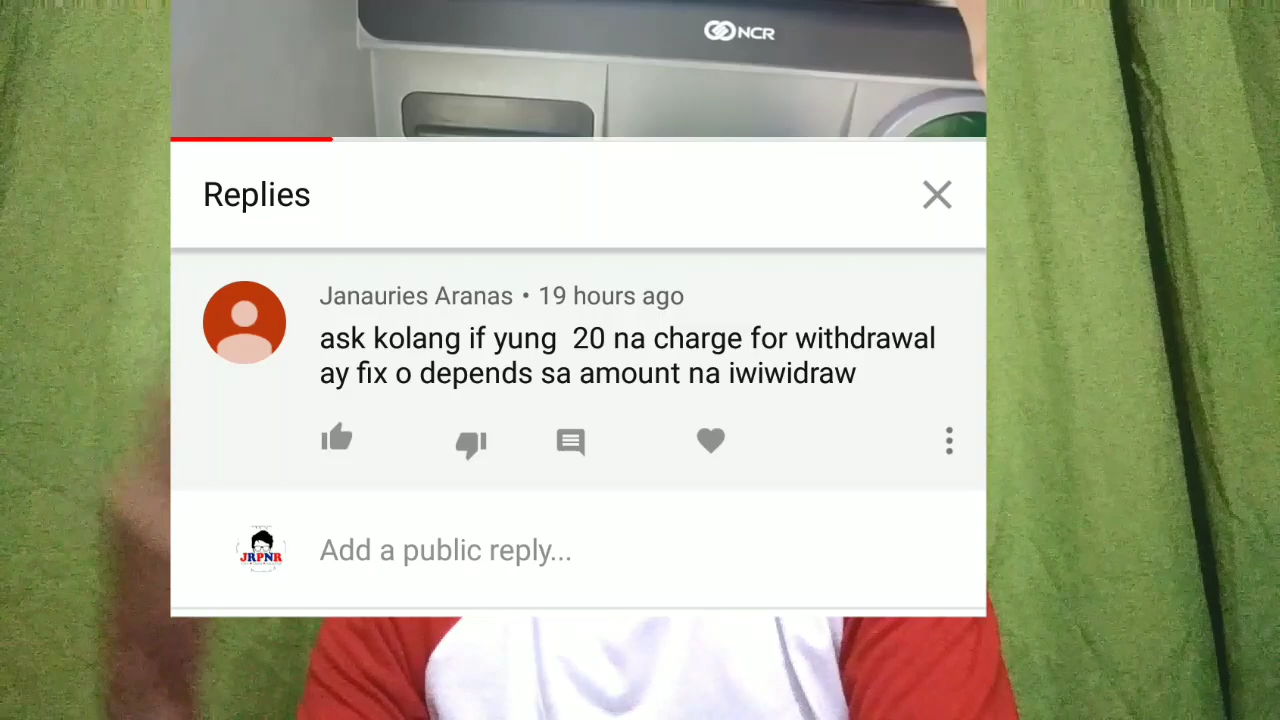 NCR
Replies
Janauries Aranas • 19 hours ago
ask kolang if yung  20 na charge for withdrawal
ay fix o depends sa amount na iwiwidraw
JRPNR
Add a public reply...